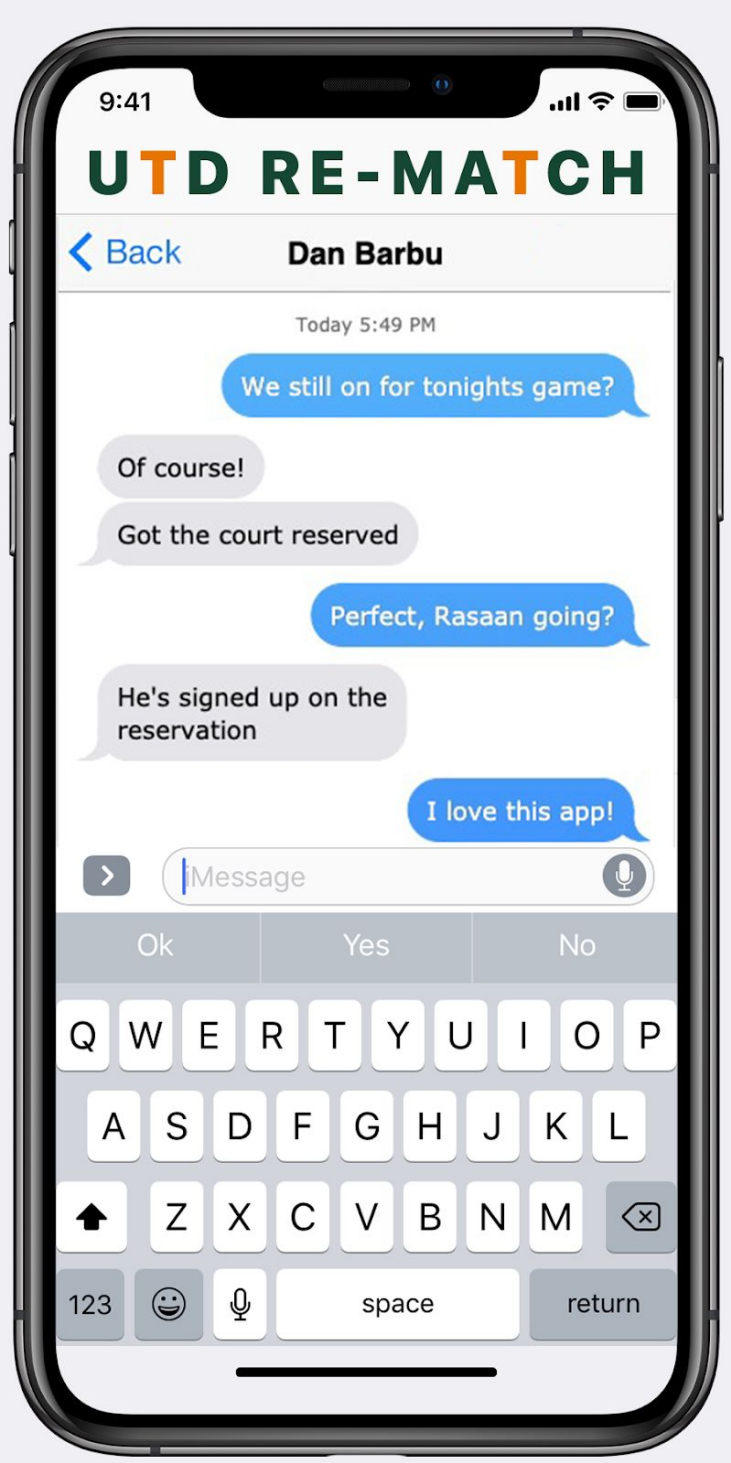 9:41
UTD RE-MATCH
Back
Dan Barbu
Today 5:49 PM
We still on for tonights game?
Of course!
Got the court reserved
Perfect, Rasaan going?
He's signed up on the
reservation
I love this app!
iMessage
Ok Yes No
Q W E R T Y U I O P
A S D F G H J K L
Z X C V B N M
123 space return